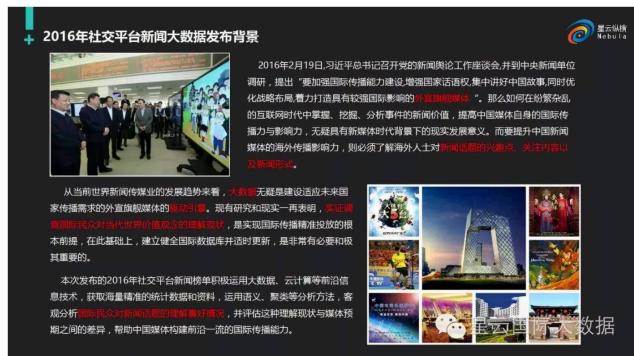 2016年社交平台新闻大数据发布背景
星云纵横
Nebula
2016年2月19日,习近平总书记召开党的新闻舆论工作座谈会,并到中央新闻单位
调研，提出“要加强国际传播能力建设,增强国家话语权,集中讲好中国故事,同时优
化战略布局,着力打造具有较强国际影响的外宣旗舰媒体 “。那么如何在纷繁杂乱
的互联网时代中掌握、挖掘、分析事件的新闻价值，提高中国媒体自身的国际传
播力与影响力，无疑具有新媒体时代背景下的现实发展意义。而要提升中国新闻
媒体的海外传播影响力，则必须了解海外人士对新闻话题的兴趣点、关注内容以
及新闻形式。
从当前世界新闻传媒业的发展趋势来看，大数据无疑是建设适应未来国
家传播需求的外宣旗舰媒体的驱动引擎。现有研究和现实一再表明，实证调
查国际民众对当代世界价值观念的理解现状，是实现国际传播精准投放的根
本前提，在此基础上，建立健全国际数据库并适时更新，是非常有必要和极
其重要的。
本次发布的2016年社交平台新闻榜单积极运用大数据、云计算等前沿信
息技术，获取海量精准的统计数据和资料，运用语义、聚类等分析方法，客
观分析国际民众对新闻话题的理解喜好情况，并评估这种理解现状与媒体预
期之间的差异，帮助中国媒体构建前沿一流的国际传播能力。
星云国际大数据